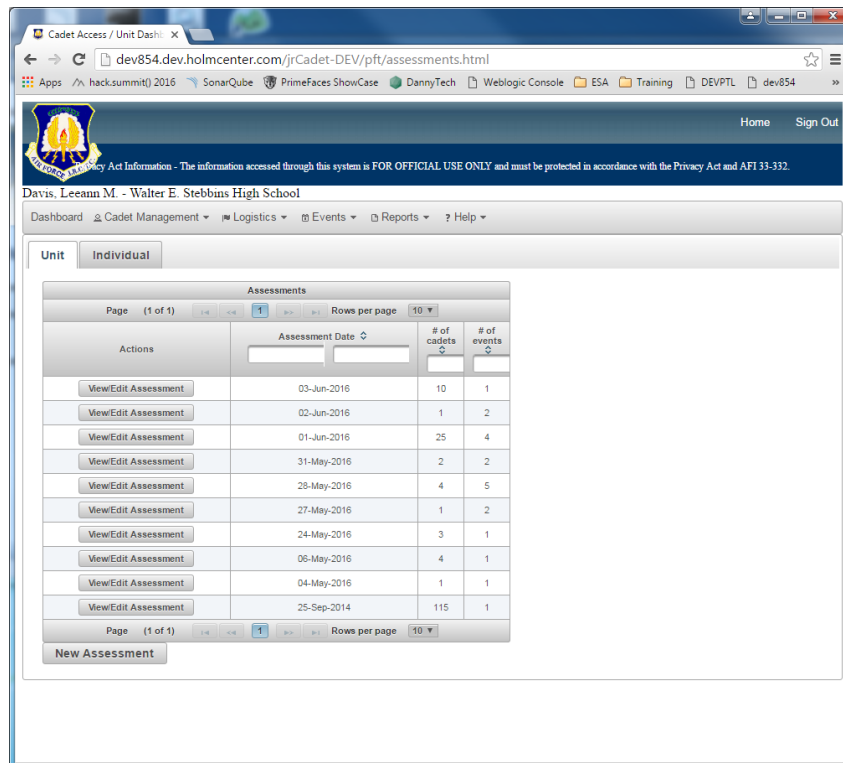 Cadet Access / Unit Dash
dev854.dev.holmcenter.com/jrCadet-DEV/pft/assessments.html
Apps hack.summit() 2016 SonarQube PrimeFaces ShowCase DannyTech Weblogic Console ESA Training DEVPTL dev854 »
Home Sign Out
AIR FORCE J.R.O.T.C.
acy Act Information - The information accessed through this system is FOR OFFICIAL USE ONLY and must be protected in accordance with the Privacy Act and AFI 33-332.
Davis, Leeann M. - Walter E. Stebbins High School
Dashboard Cadet Management Logistics Events Reports ? Help
Unit Individual
Assessments
Page (1 of 1) 1 Rows per page 10
Actions Assessment Date # of cadets # of events
View/Edit Assessment 03-Jun-2016 10 1
View/Edit Assessment 02-Jun-2016 1 2
View/Edit Assessment 01-Jun-2016 25 4
View/Edit Assessment 31-May-2016 2 2
View/Edit Assessment 28-May-2016 4 5
View/Edit Assessment 27-May-2016 1 2
View/Edit Assessment 24-May-2016 3 1
View/Edit Assessment 06-May-2016 4 1
View/Edit Assessment 04-May-2016 1 1
View/Edit Assessment 25-Sep-2014 115 1
Page (1 of 1) 1 Rows per page 10
New Assessment